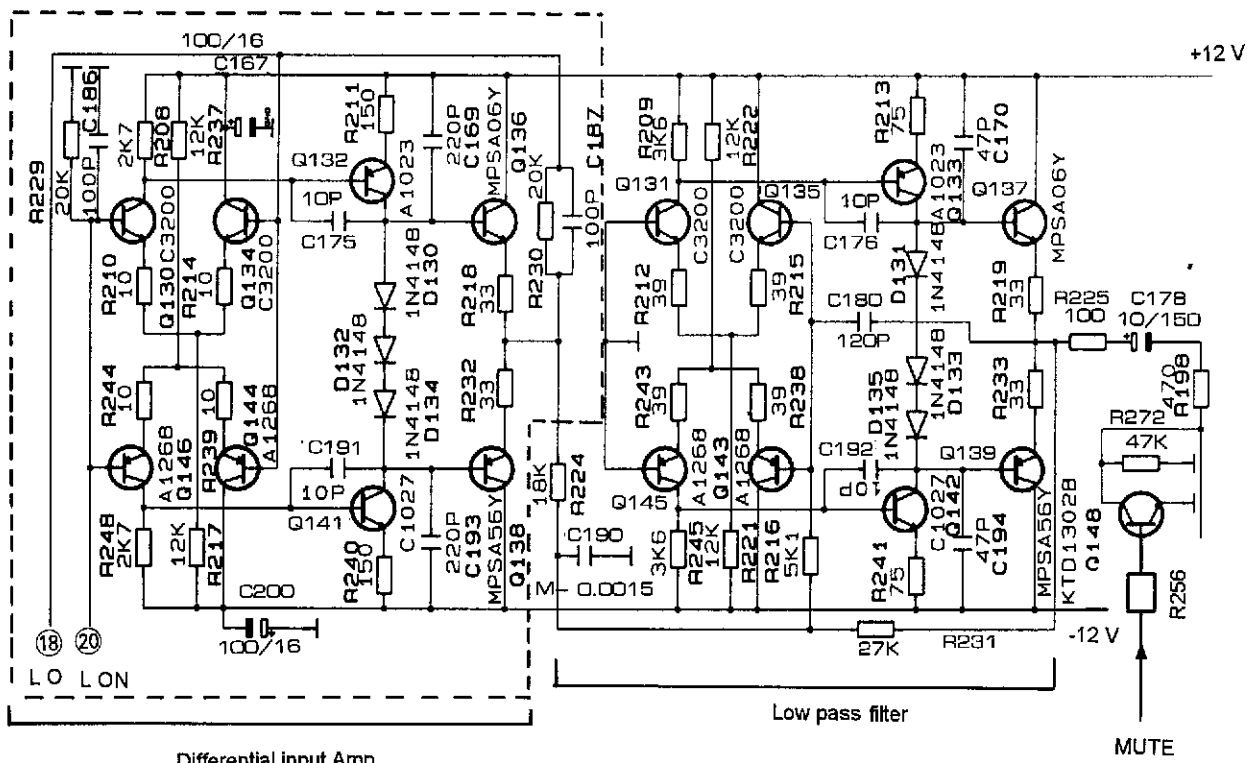 100/16
C167
+12 V
R229
20K
C186
100P
2K7
R208
12K
R237
R211
150
220P
C169
MPSA06Y
Q136
C187
R209
3K6
12K
R222
R213
75
47P
C170
Q132
A1023
10P
C175
R230
20K
100P
Q131
Q135
C3200
C3200
10P
C176
A1023
Q133
Q137
MPSA06Y
R210
10
Q130
C3200
R214
10
Q134
C3200
1N4148
D130
R218
33
R212
39
39
R215
C180
120P
D131
1N4148
R219
33
R225
100
C178
10/150
D132
1N4148
1N4148
D134
R232
33
R244
10
R239
10
Q144
A1268
R243
39
39
R238
D135
1N4148
1N4148
D133
R233
33
470
R198
R272
47K
A1268
Q146
C191
10P
Q141
C1027
18K
R224
Q145
A1268
A1268
Q143
C192
10P
C1027
Q142
Q139
R248
2K7
12K
R217
R240
150
220P
C193
MPSA56Y
Q138
C190
M- 0.0015
3K6
R245
12K
R221
R216
5K1
R241
75
47P
C194
MPSA56Y
KTD1302B
Q148
R256
C200
100/16
27K
R231
-12 V
18
20
L O
L ON
Low pass filter
Differential input Amp
MUTE